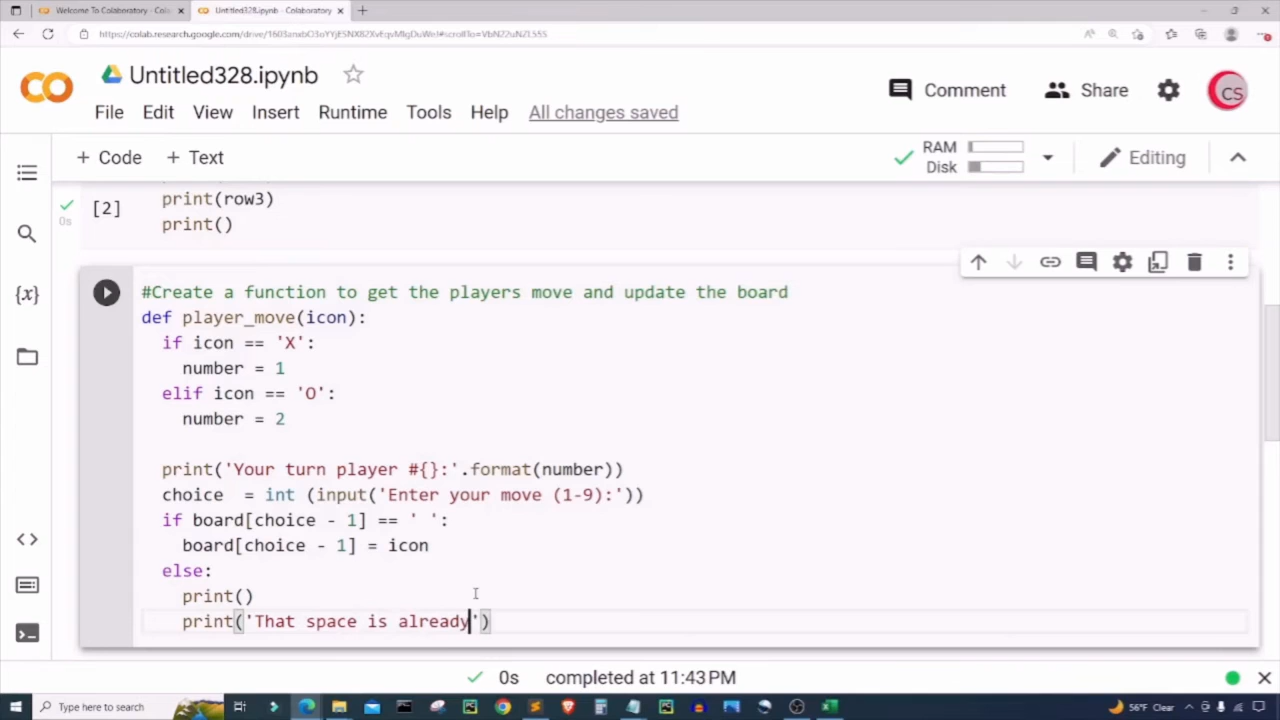 Welcome To Colaboratory - Cola
Untitled328.ipynb - Colaboratory
Untitled328.ipynb
File Edit View Insert Runtime Tools Help All changes saved
Comment Share CS
+ Code + Text
RAM
Disk
Editing
[2]
0s
print(row3)
print()
#Create a function to get the players move and update the board
def player_move(icon):
if icon == 'X':
number = 1
elif icon == 'O':
number = 2
print('Your turn player #{}:'.format(number))
choice = int (input('Enter your move (1-9):'))
if board[choice - 1] == ' ':
board[choice - 1] = icon
else:
print()
print('That space is already')
0s completed at 11:43 PM
Type here to search
56°F Clear